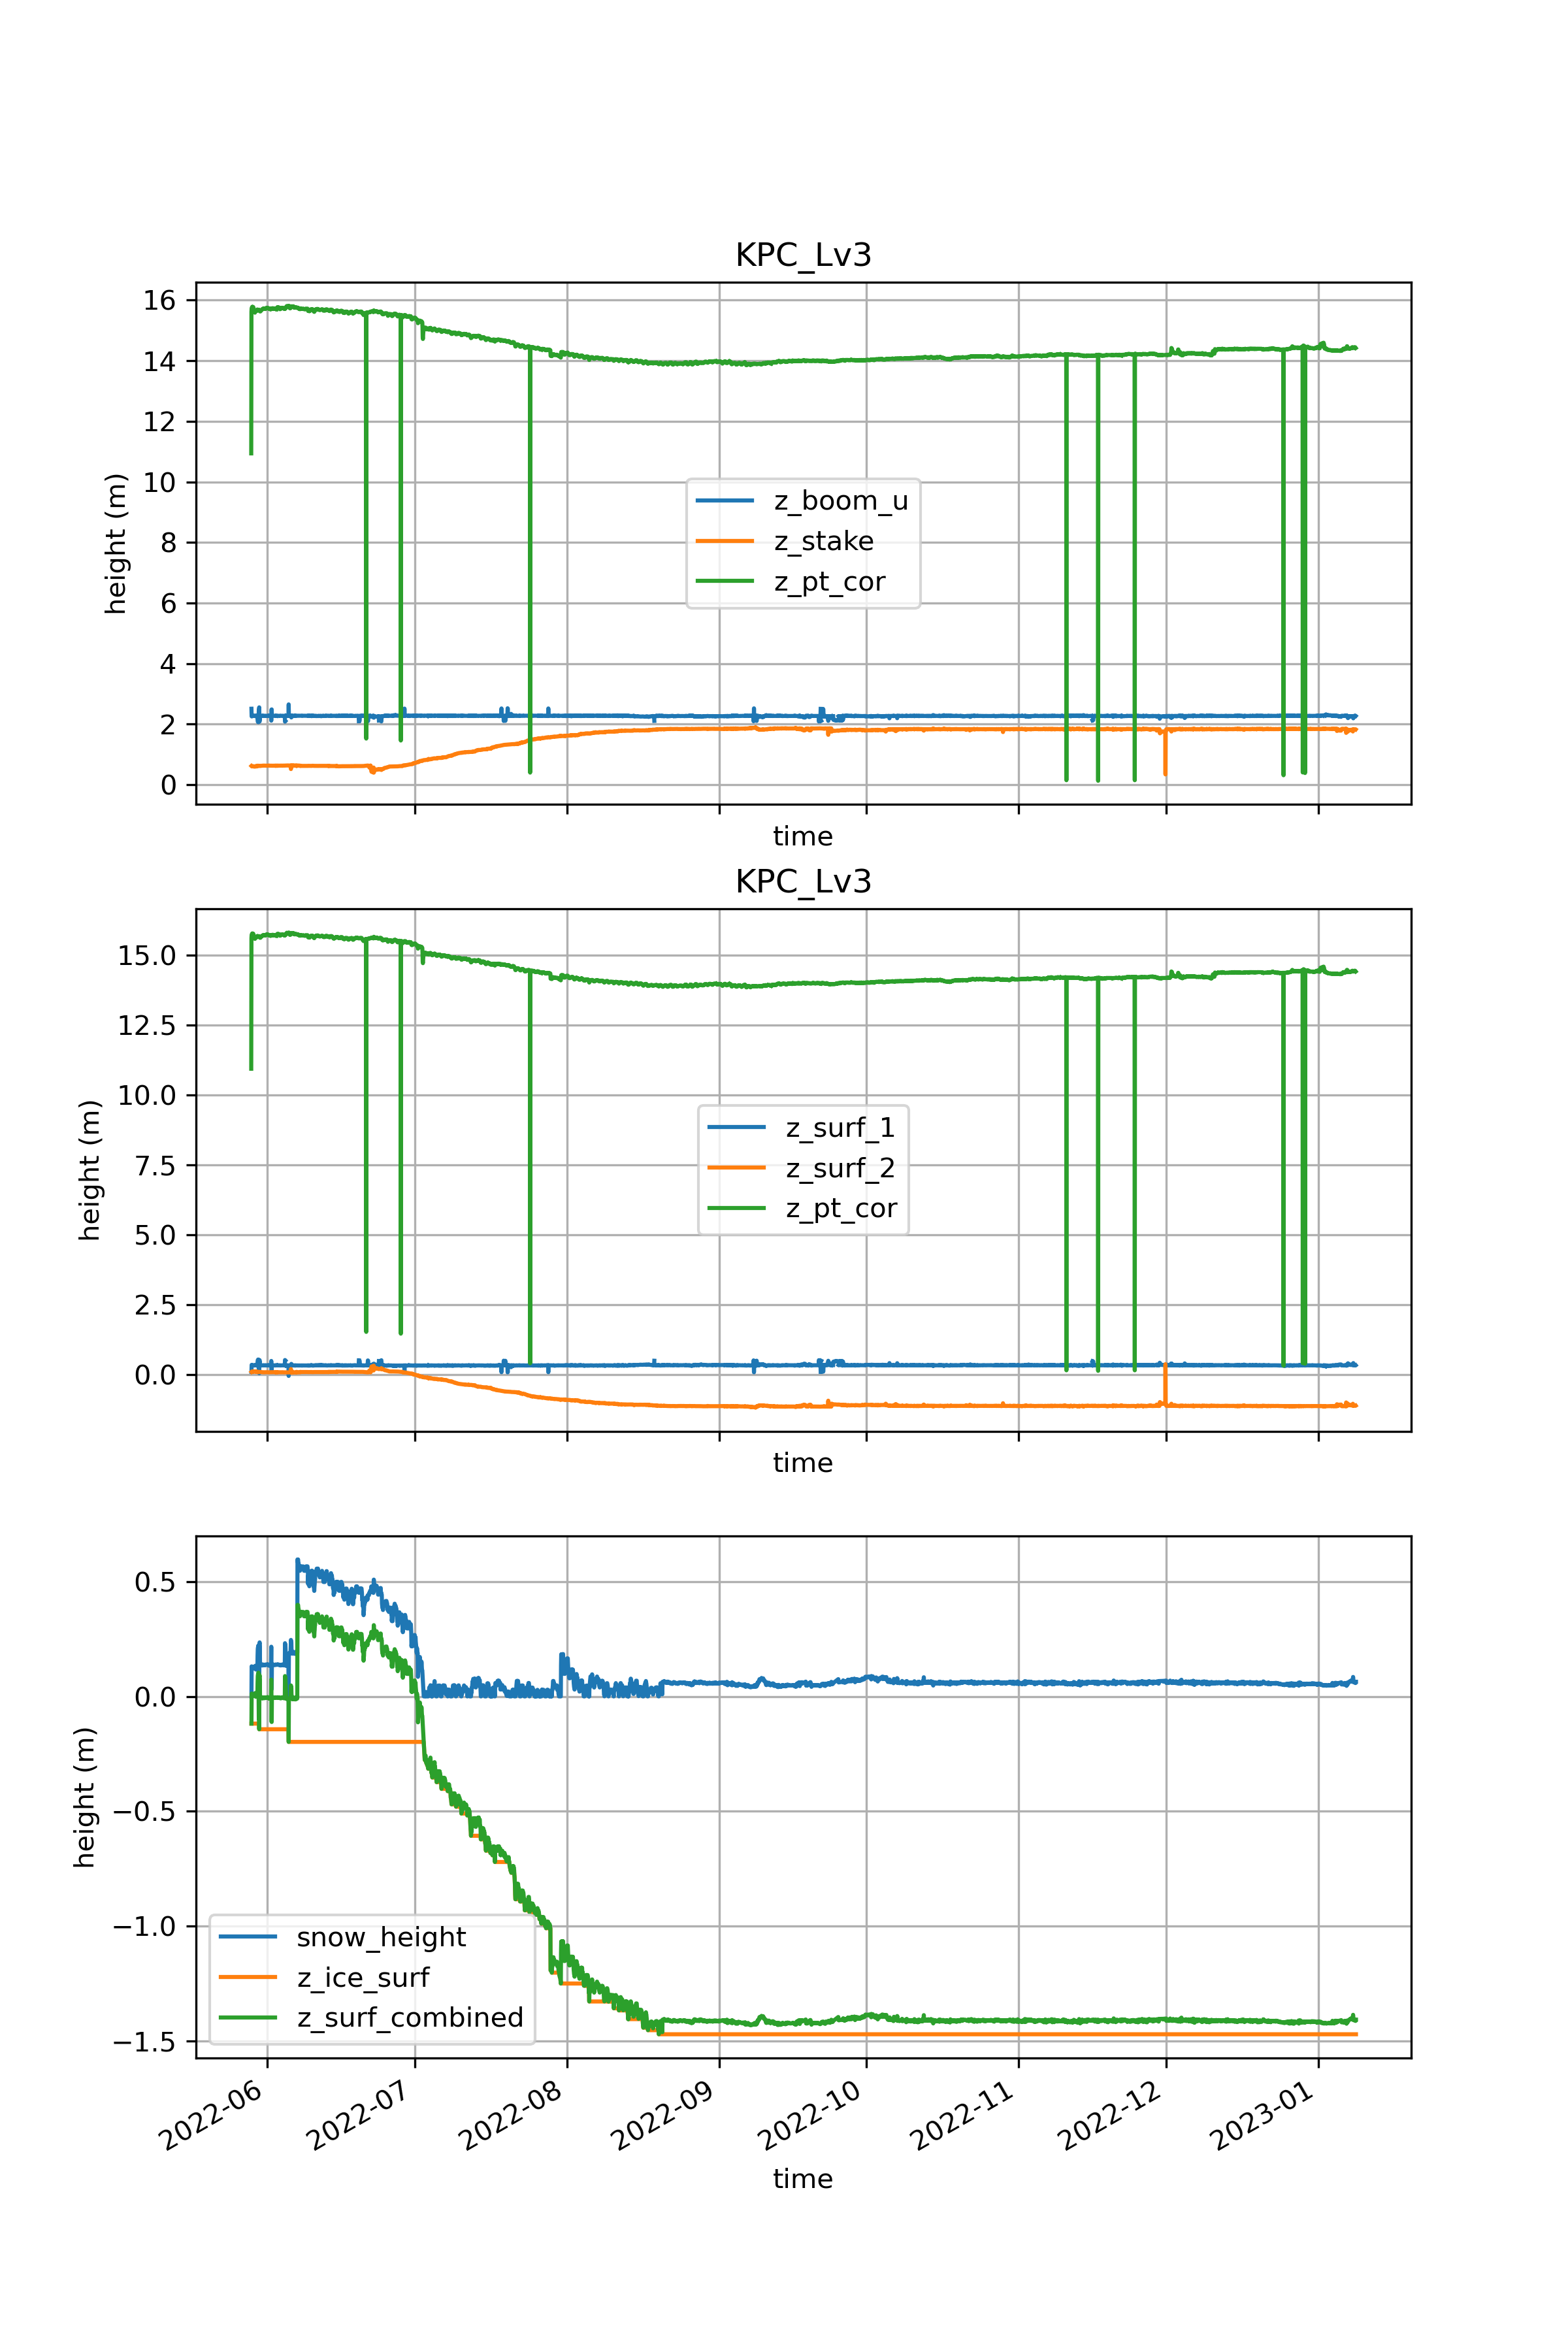 KPC_Lv3
16
14
12
10
8
6
4
2
0
height (m)
z_boom_u
z_stake
z_pt_cor
time
KPC_Lv3
15.0
12.5
10.0
7.5
5.0
2.5
0.0
height (m)
z_surf_1
z_surf_2
z_pt_cor
time
0.5
0.0
−0.5
−1.0
−1.5
height (m)
snow_height
z_ice_surf
z_surf_combined
2022-06
2022-07
2022-08
2022-09
2022-10
2022-11
2022-12
2023-01
time